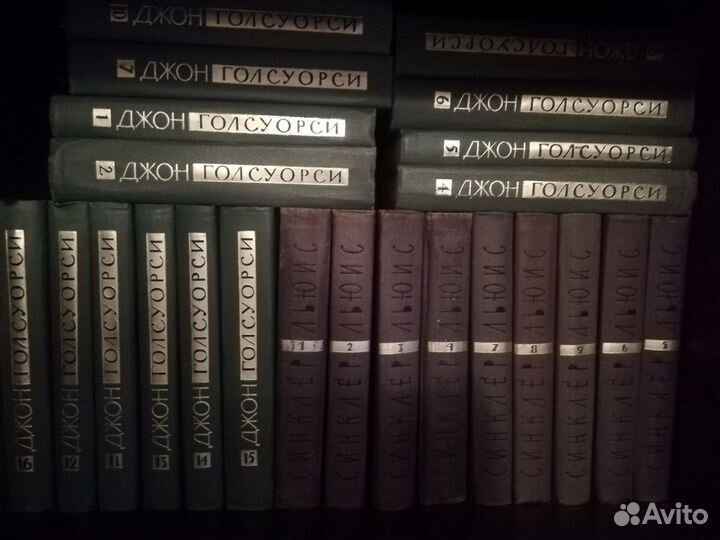 10 ДЖОН ГОЛСУОРСИ
7 ДЖОН ГОЛСУОРСИ
1 ДЖОН ГОЛСУОРСИ
2 ДЖОН ГОЛСУОРСИ
ДЖОН ГОЛСУОРСИ
6 ДЖОН ГОЛСУОРСИ
5 ДЖОН ГОЛСУОРСИ
4 ДЖОН ГОЛСУОРСИ
16 ДЖОН ГОЛСУОРСИ
12 ДЖОН ГОЛСУОРСИ
11 ДЖОН ГОЛСУОРСИ
13 ДЖОН ГОЛСУОРСИ
14 ДЖОН ГОЛСУОРСИ
15 ДЖОН ГОЛСУОРСИ
СИНКЛЕР 1 ЛЬЮИС
СИНКЛЕР 2 ЛЬЮИС
СИНКЛЕР 3 ЛЬЮИС
СИНКЛЕР 4 ЛЬЮИС
СИНКЛЕР 7 ЛЬЮИС
СИНКЛЕР 8 ЛЬЮИС
СИНКЛЕР 9 ЛЬЮИС
СИНКЛЕР 6 ЛЬЮИС
СИНКЛЕР 5 ЛЬЮИС
Avito